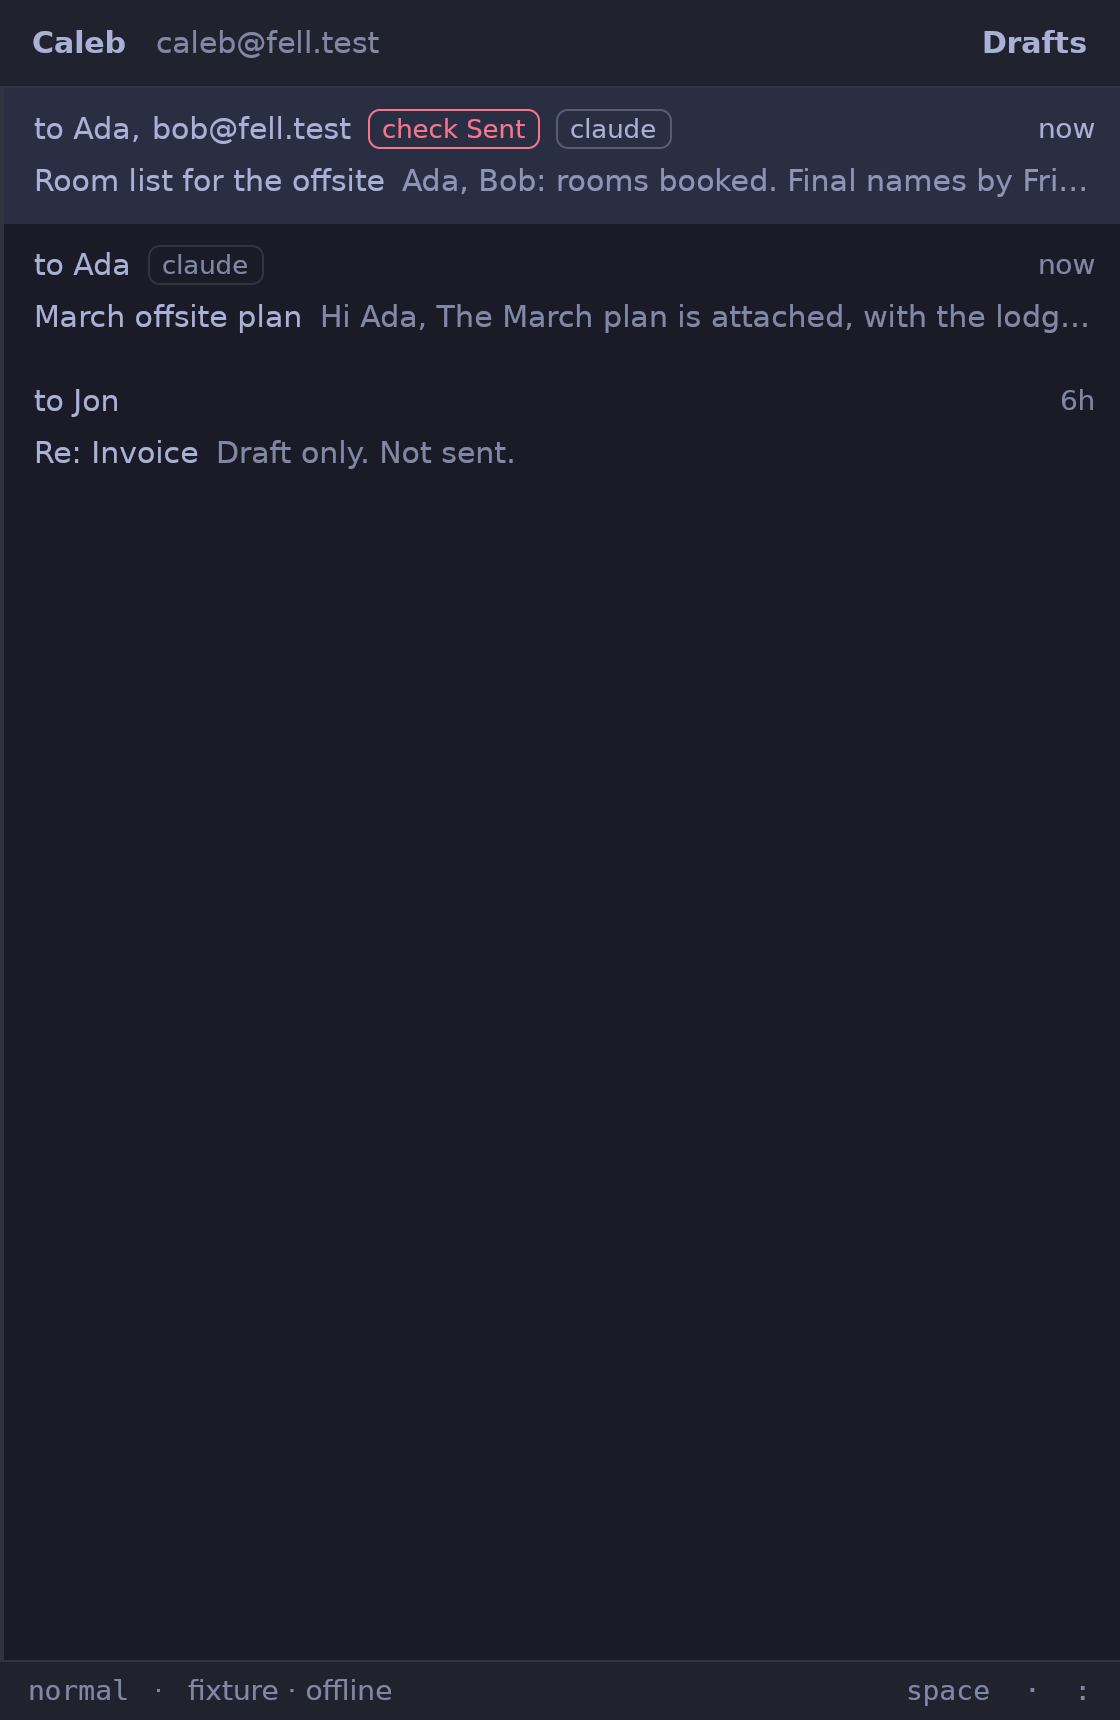 Caleb caleb@fell.test Drafts
to Ada, bob@fell.test check Sent claude now
Room list for the offsite Ada, Bob: rooms booked. Final names by Fri…
to Ada claude now
March offsite plan Hi Ada, The March plan is attached, with the lodg…
to Jon 6h
Re: Invoice Draft only. Not sent.
normal · fixture · offline space · :